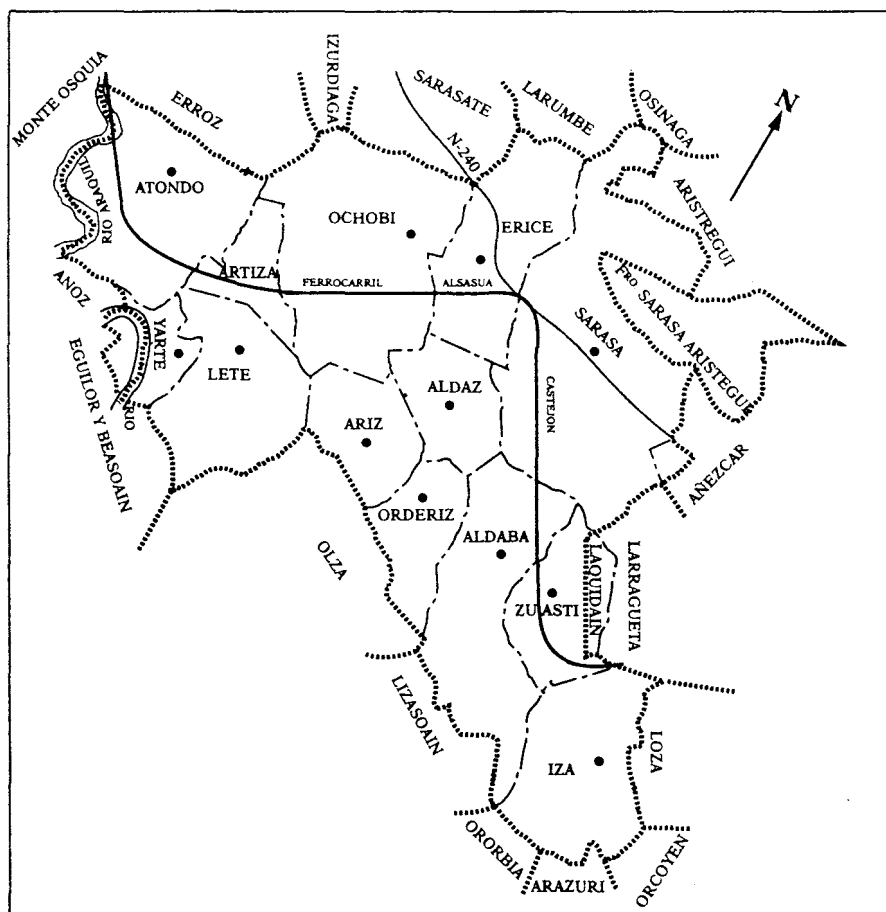 MONTE OSQUIA
ERROZ
IZURDIAGA
SARASATE
N-240
LARUMBE
OSINAGA
N
ATONDO
RIO ARAQUIL
OCHOBI
ERICE
ARISTREGUI
ARTIZA
FERROCARRIL
ALSASUA
Fro SARASA ARISTEGUI
ANOZ
YARTE
LETE
SARASA
EGUILOR Y BEASOAIN
RIO
ARIZ
ALDAZ
CASTEJON
AÑEZCAR
ORDERIZ
OLZA
ALDABA
ZUASTI
LAQUIDAIN
LARRAGUETA
LIZASOAIN
IZA
LOZA
ORORBIA
ARAZURI
ORCOYEN